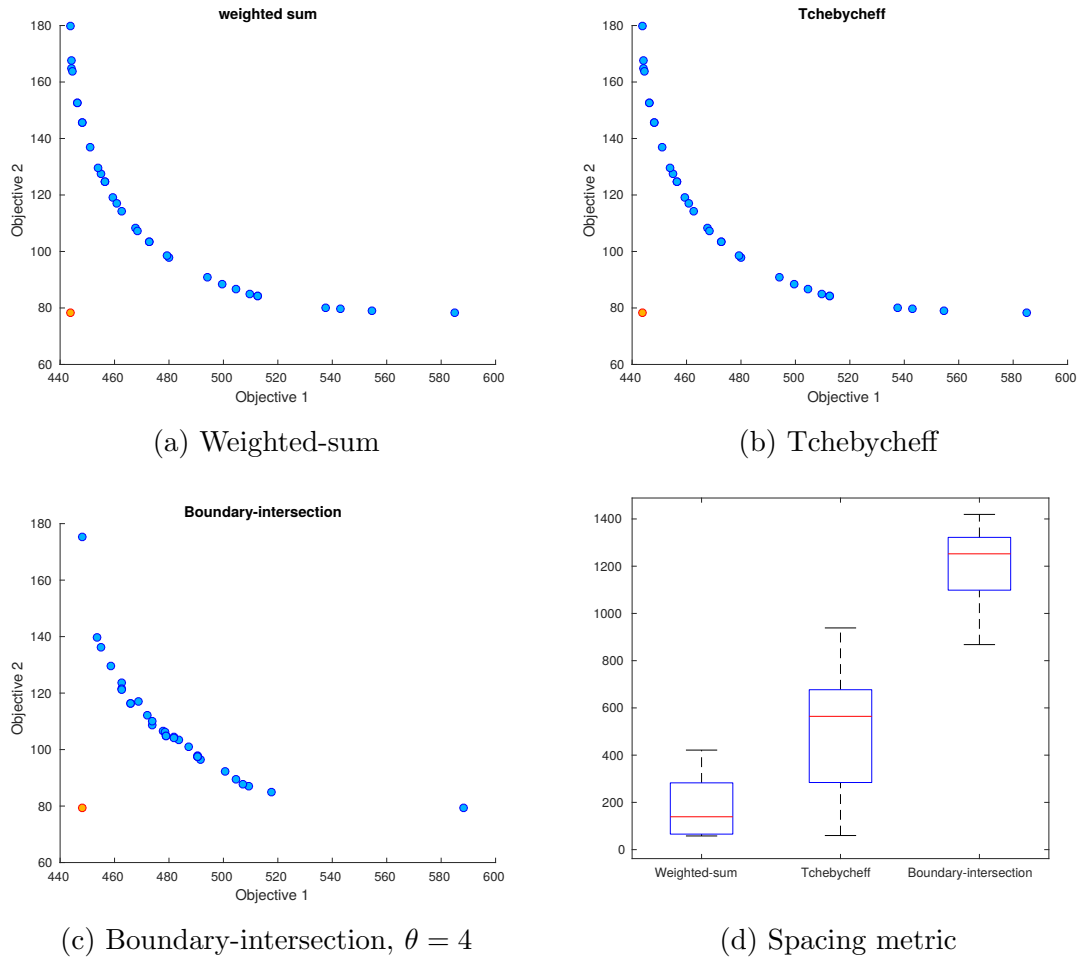 weighted sum
180
160
140
120
100
80
60
Objective 2
440 460 480 500 520 540 560 580 600
Objective 1
(a) Weighted-sum
Tchebycheff
180
160
140
120
100
80
60
Objective 2
440 460 480 500 520 540 560 580 600
Objective 1
(b) Tchebycheff
Boundary-intersection
180
160
140
120
100
80
60
Objective 2
440 460 480 500 520 540 560 580 600
Objective 1
(c) Boundary-intersection, θ = 4
1400
1200
1000
800
600
400
200
0
Weighted-sum Tchebycheff Boundary-intersection
(d) Spacing metric